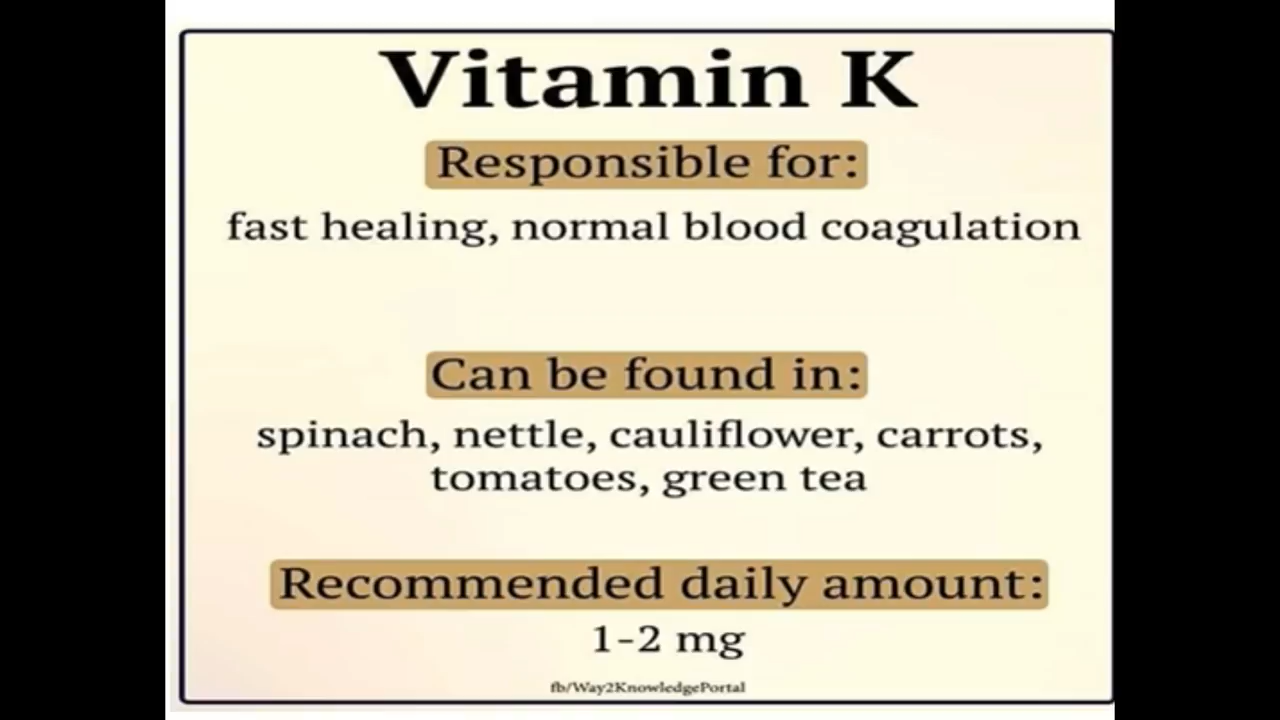 Vitamin K
Responsible for:
fast healing, normal blood coagulation
Can be found in:
spinach, nettle, cauliflower, carrots,
tomatoes, green tea
Recommended daily amount:
1-2 mg
fb/Way2KnowledgePortal